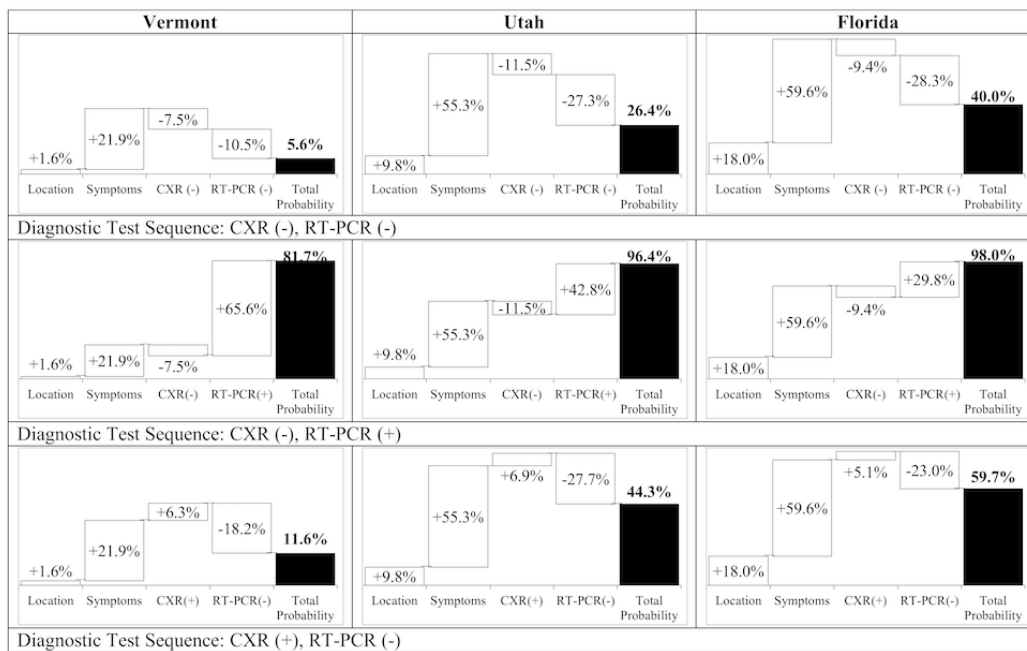 Vermont Utah Florida
+1.6% +21.9% -7.5% -10.5% 5.6%
Location Symptoms CXR (-) RT-PCR (-) Total Probability
+9.8% +55.3% -11.5% -27.3% 26.4%
Location Symptoms CXR (-) RT-PCR (-) Total Probability
+18.0% +59.6% -9.4% -28.3% 40.0%
Location Symptoms CXR (-) RT-PCR (-) Total Probability
Diagnostic Test Sequence: CXR (-), RT-PCR (-)
+1.6% +21.9% -7.5% +65.6% 81.7%
Location Symptoms CXR(-) RT-PCR(+) Total Probability
+9.8% +55.3% -11.5% +42.8% 96.4%
Location Symptoms CXR(-) RT-PCR(+) Total Probability
+18.0% +59.6% -9.4% +29.8% 98.0%
Location Symptoms CXR(-) RT-PCR(+) Total Probability
Diagnostic Test Sequence: CXR (-), RT-PCR (+)
+1.6% +21.9% +6.3% -18.2% 11.6%
Location Symptoms CXR(+) RT-PCR(-) Total Probability
+9.8% +55.3% +6.9% -27.7% 44.3%
Location Symptoms CXR(+) RT-PCR(-) Total Probability
+18.0% +59.6% +5.1% -23.0% 59.7%
Location Symptoms CXR(+) RT-PCR(-) Total Probability
Diagnostic Test Sequence: CXR (+), RT-PCR (-)